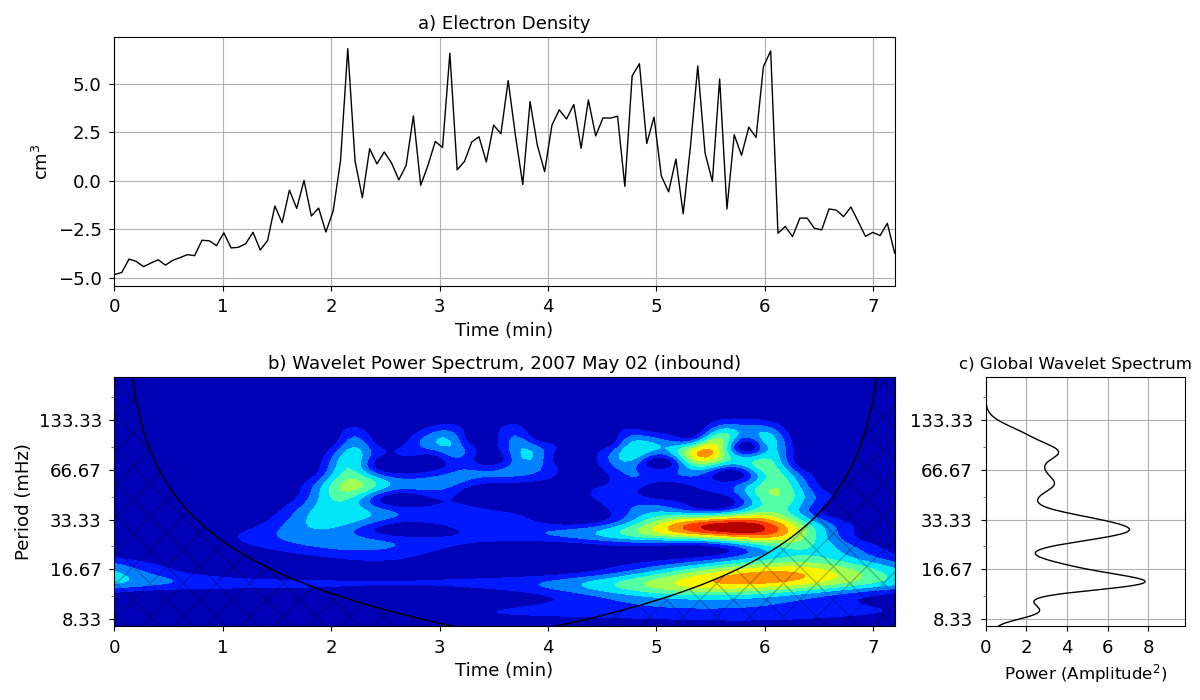 a) Electron Density
cm³
5.0
2.5
0.0
−2.5
−5.0
0 1 2 3 4 5 6 7
Time (min)
b) Wavelet Power Spectrum, 2007 May 02 (inbound)
Period (mHz)
133.33
66.67
33.33
16.67
8.33
0 1 2 3 4 5 6 7
Time (min)
c) Global Wavelet Spectrum
133.33
66.67
33.33
16.67
8.33
0 2 4 6 8
Power (Amplitude²)